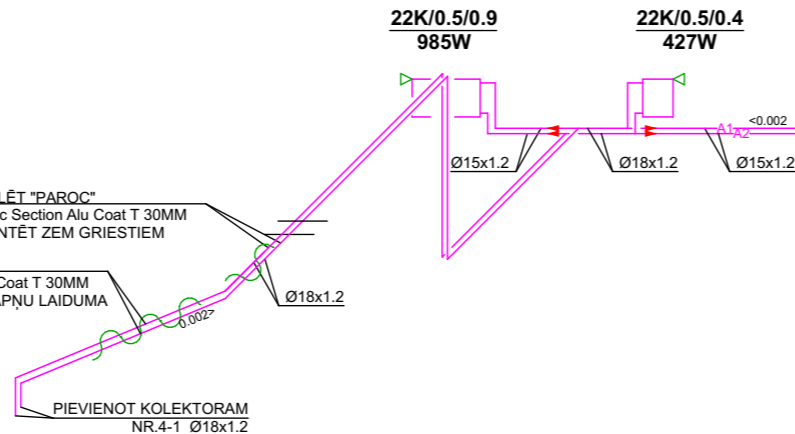 22K/0.5/0.9
985W
22K/0.5/0.4
427W
A1
A2
<0.002
Ø15x1.2
Ø18x1.2
Ø15x1.2
LĒT "PAROC"
c Section Alu Coat T 30MM
NTĒT ZEM GRIESTIEM
Coat T 30MM
ĀPŅU LAIDUMA
Ø18x1.2
0.002>
PIEVIENOT KOLEKTORAM
NR.4-1 Ø18x1.2